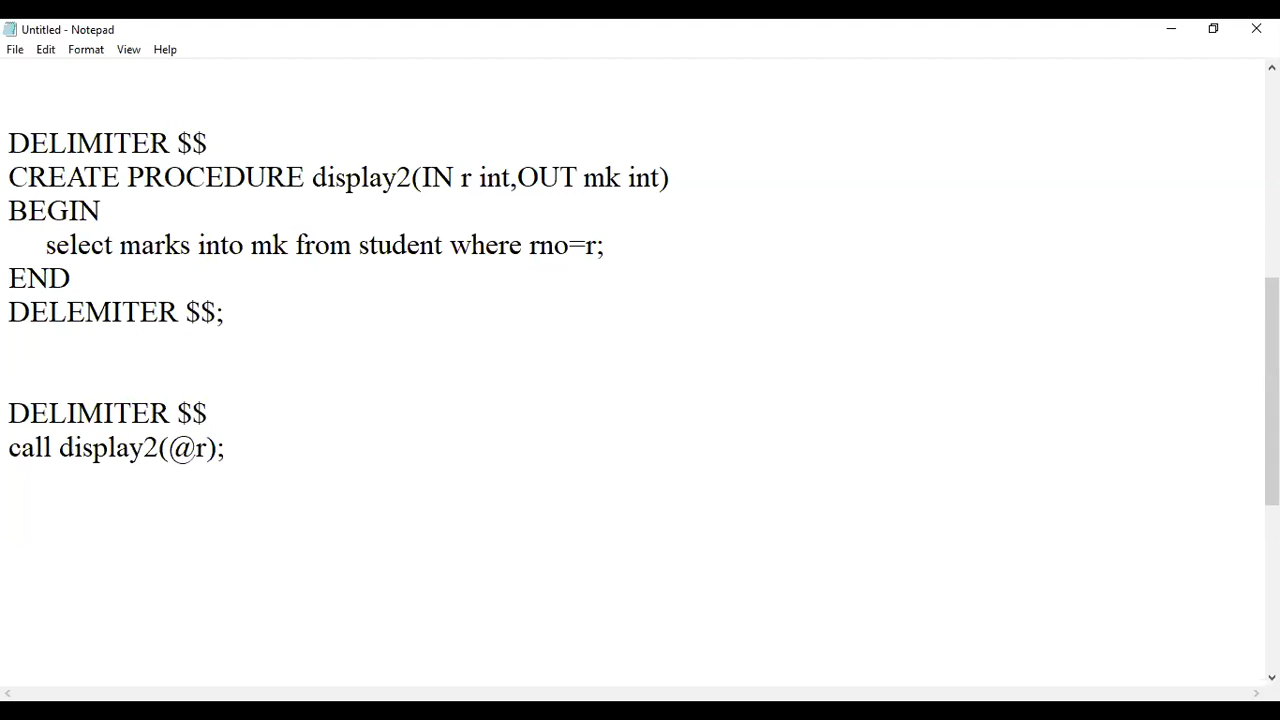 Untitled - Notepad
File Edit Format View Help
DELIMITER $$
CREATE PROCEDURE display2(IN r int,OUT mk int)
BEGIN
select marks into mk from student where rno=r;
END
DELEMITER $$;
DELIMITER $$
call display2(@r);